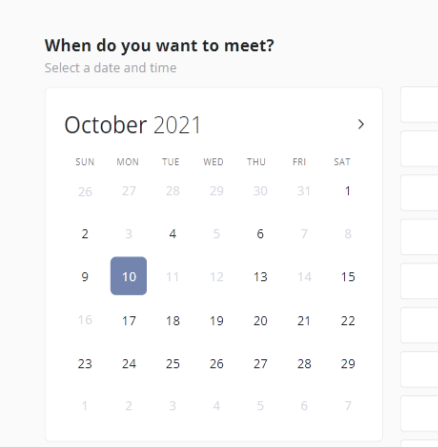 When do you want to meet?
Select a date and time
October 2021
SUN MON TUE WED THU FRI SAT
26 27 28 29 30 31 1
2 3 4 5 6 7 8
9 10 11 12 13 14 15
16 17 18 19 20 21 22
23 24 25 26 27 28 29
1 2 3 4 5 6 7